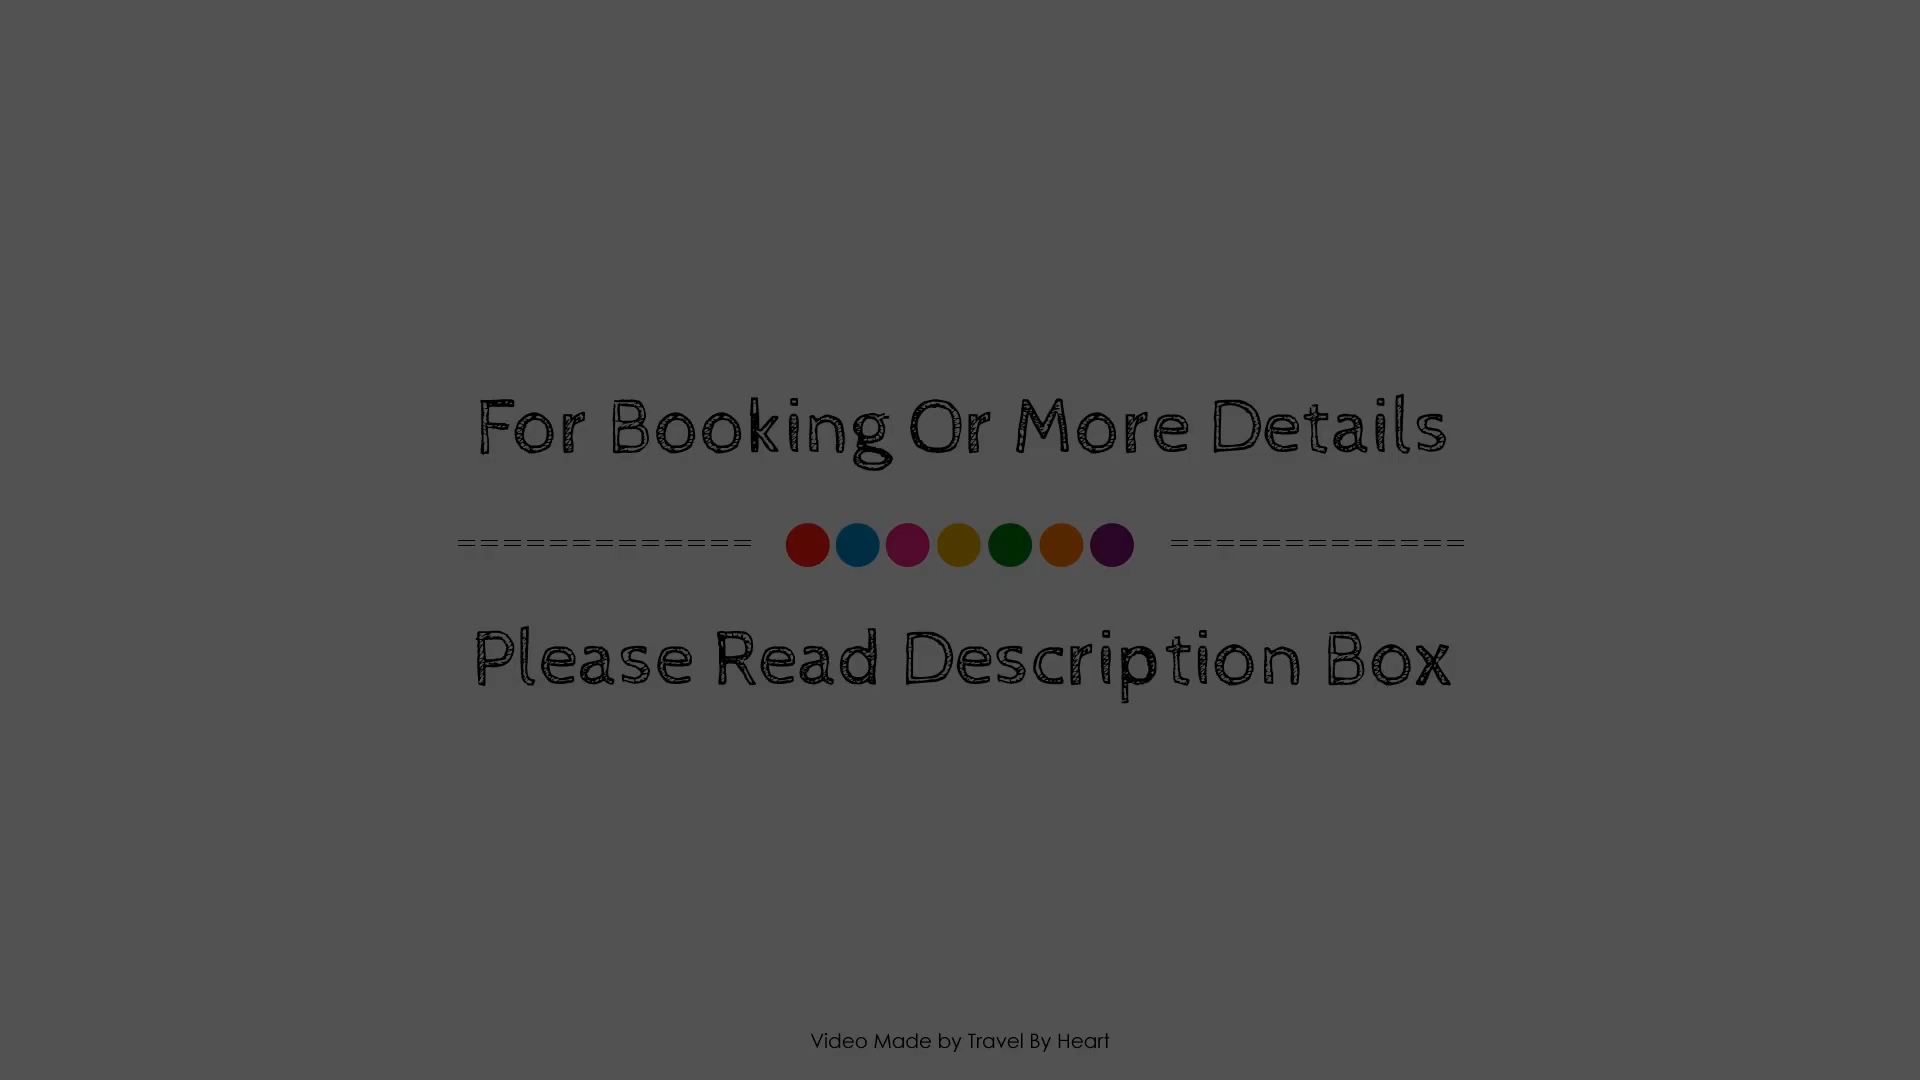 For Booking Or More Details
============= =============
Please Read Description Box
Video Made by Travel By Heart